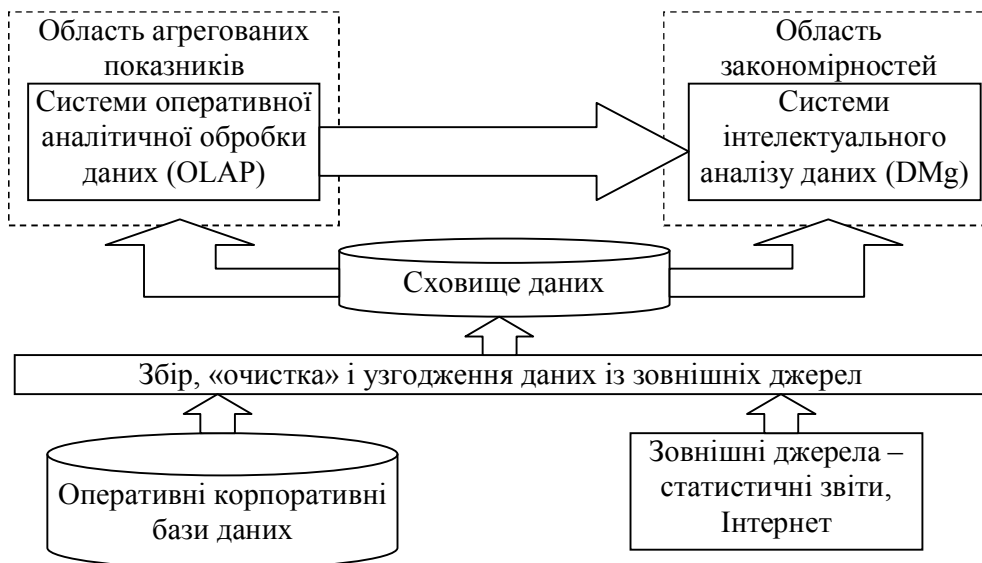 Область агрегованих
показників
Системи оперативної
аналітичної обробки
даних (OLAP)
Область
закономірностей
Системи
інтелектуального
аналізу даних (DMg)
Сховище даних
Збір, «очистка» і узгодження даних із зовнішніх джерел
Оперативні корпоративні
бази даних
Зовнішні джерела –
статистичні звіти,
Інтернет